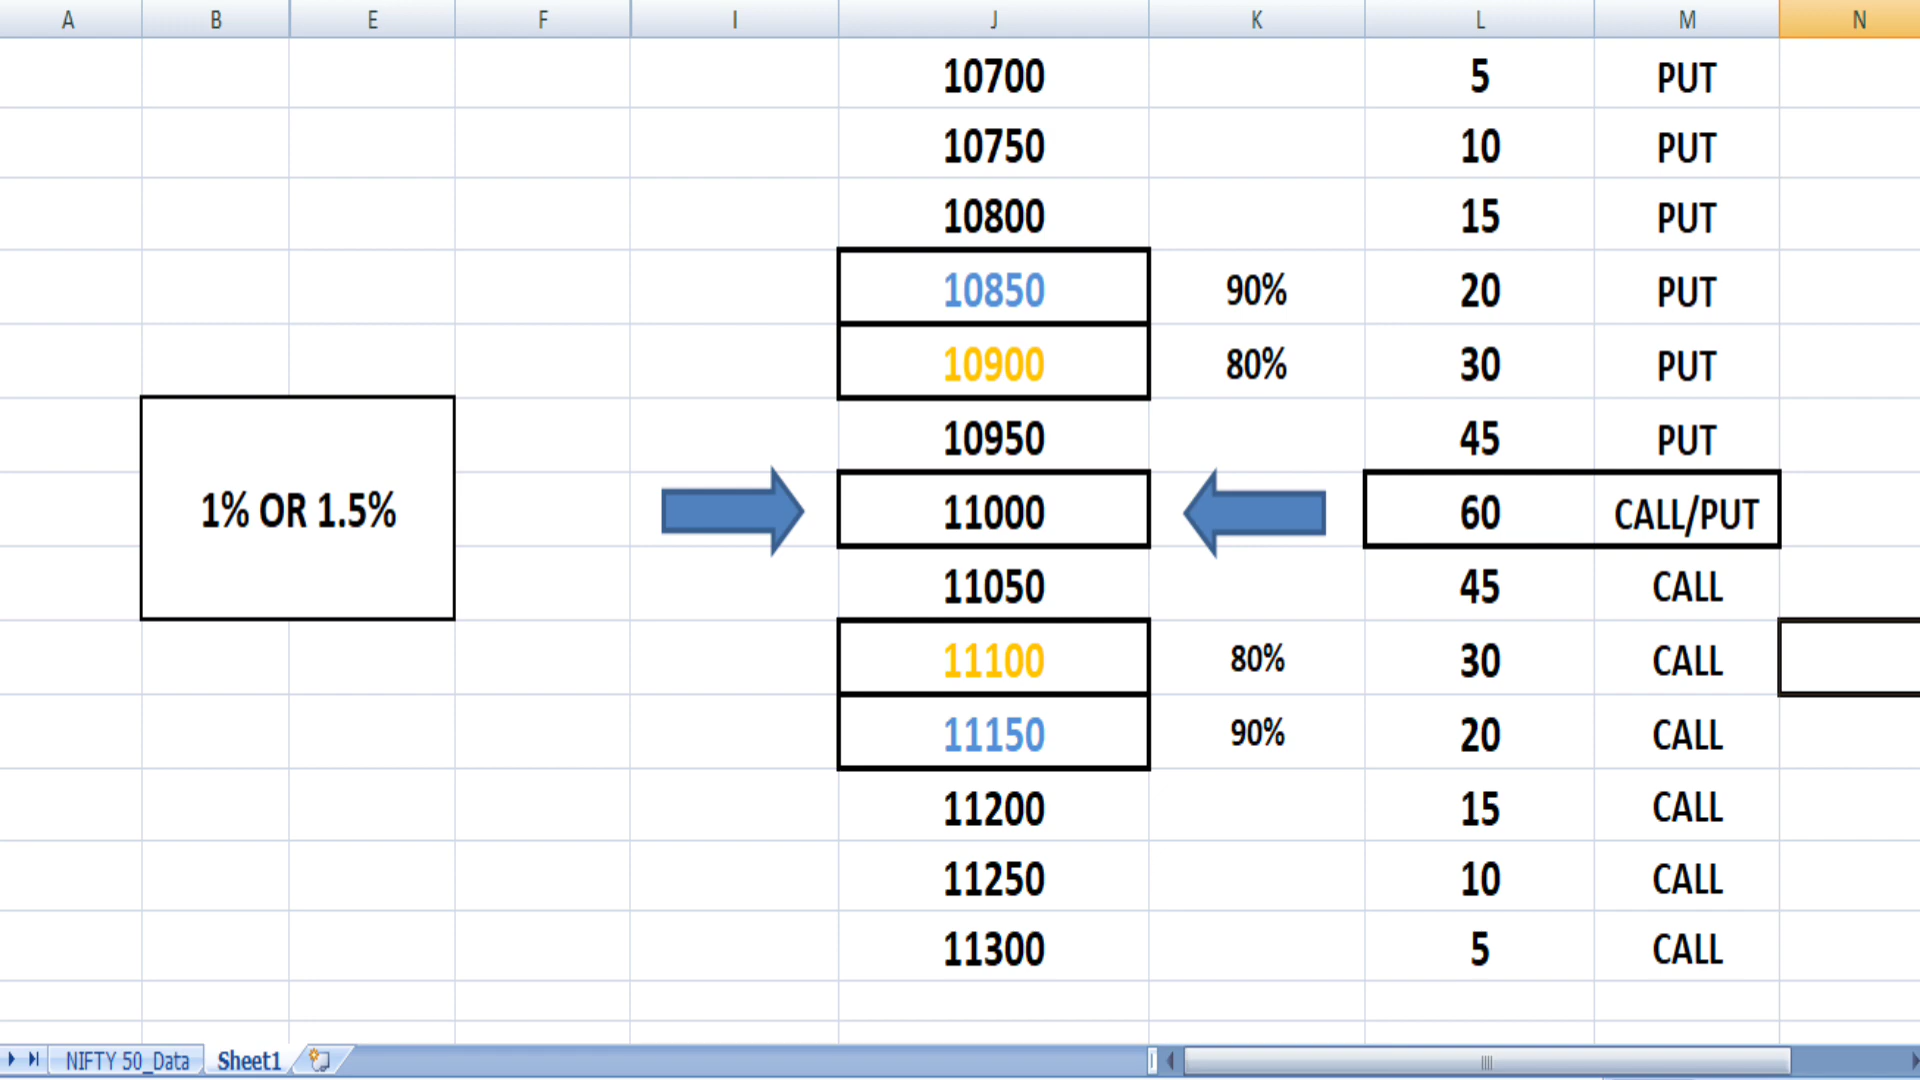 A B E F I J K L M N
10700 5 PUT
10750 10 PUT
10800 15 PUT
10850 90% 20 PUT
10900 80% 30 PUT
10950 45 PUT
1% OR 1.5% 11000 60 CALL/PUT
11050 45 CALL
11100 80% 30 CALL
11150 90% 20 CALL
11200 15 CALL
11250 10 CALL
11300 5 CALL
NIFTY 50_Data Sheet1